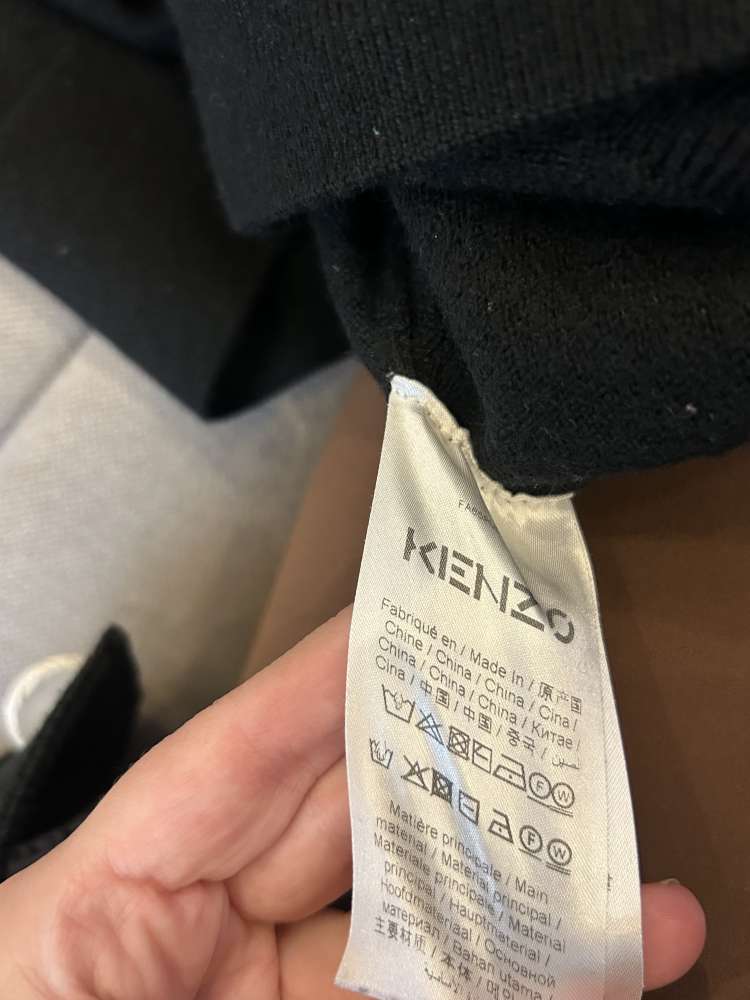 KENZO
Fabriqué en / Made In / 原产国
Chine / China / China / Cina /
China / China / China / Китае /
Cina / 中国 / 中国 / 중국 / الصين
Matière principale / Main
material / Material principal /
Materiale principale / Material
principal / Hauptmaterial /
Hoofdmateriaal / Основной
материал / Bahan utama
主要材质 / 本体 /